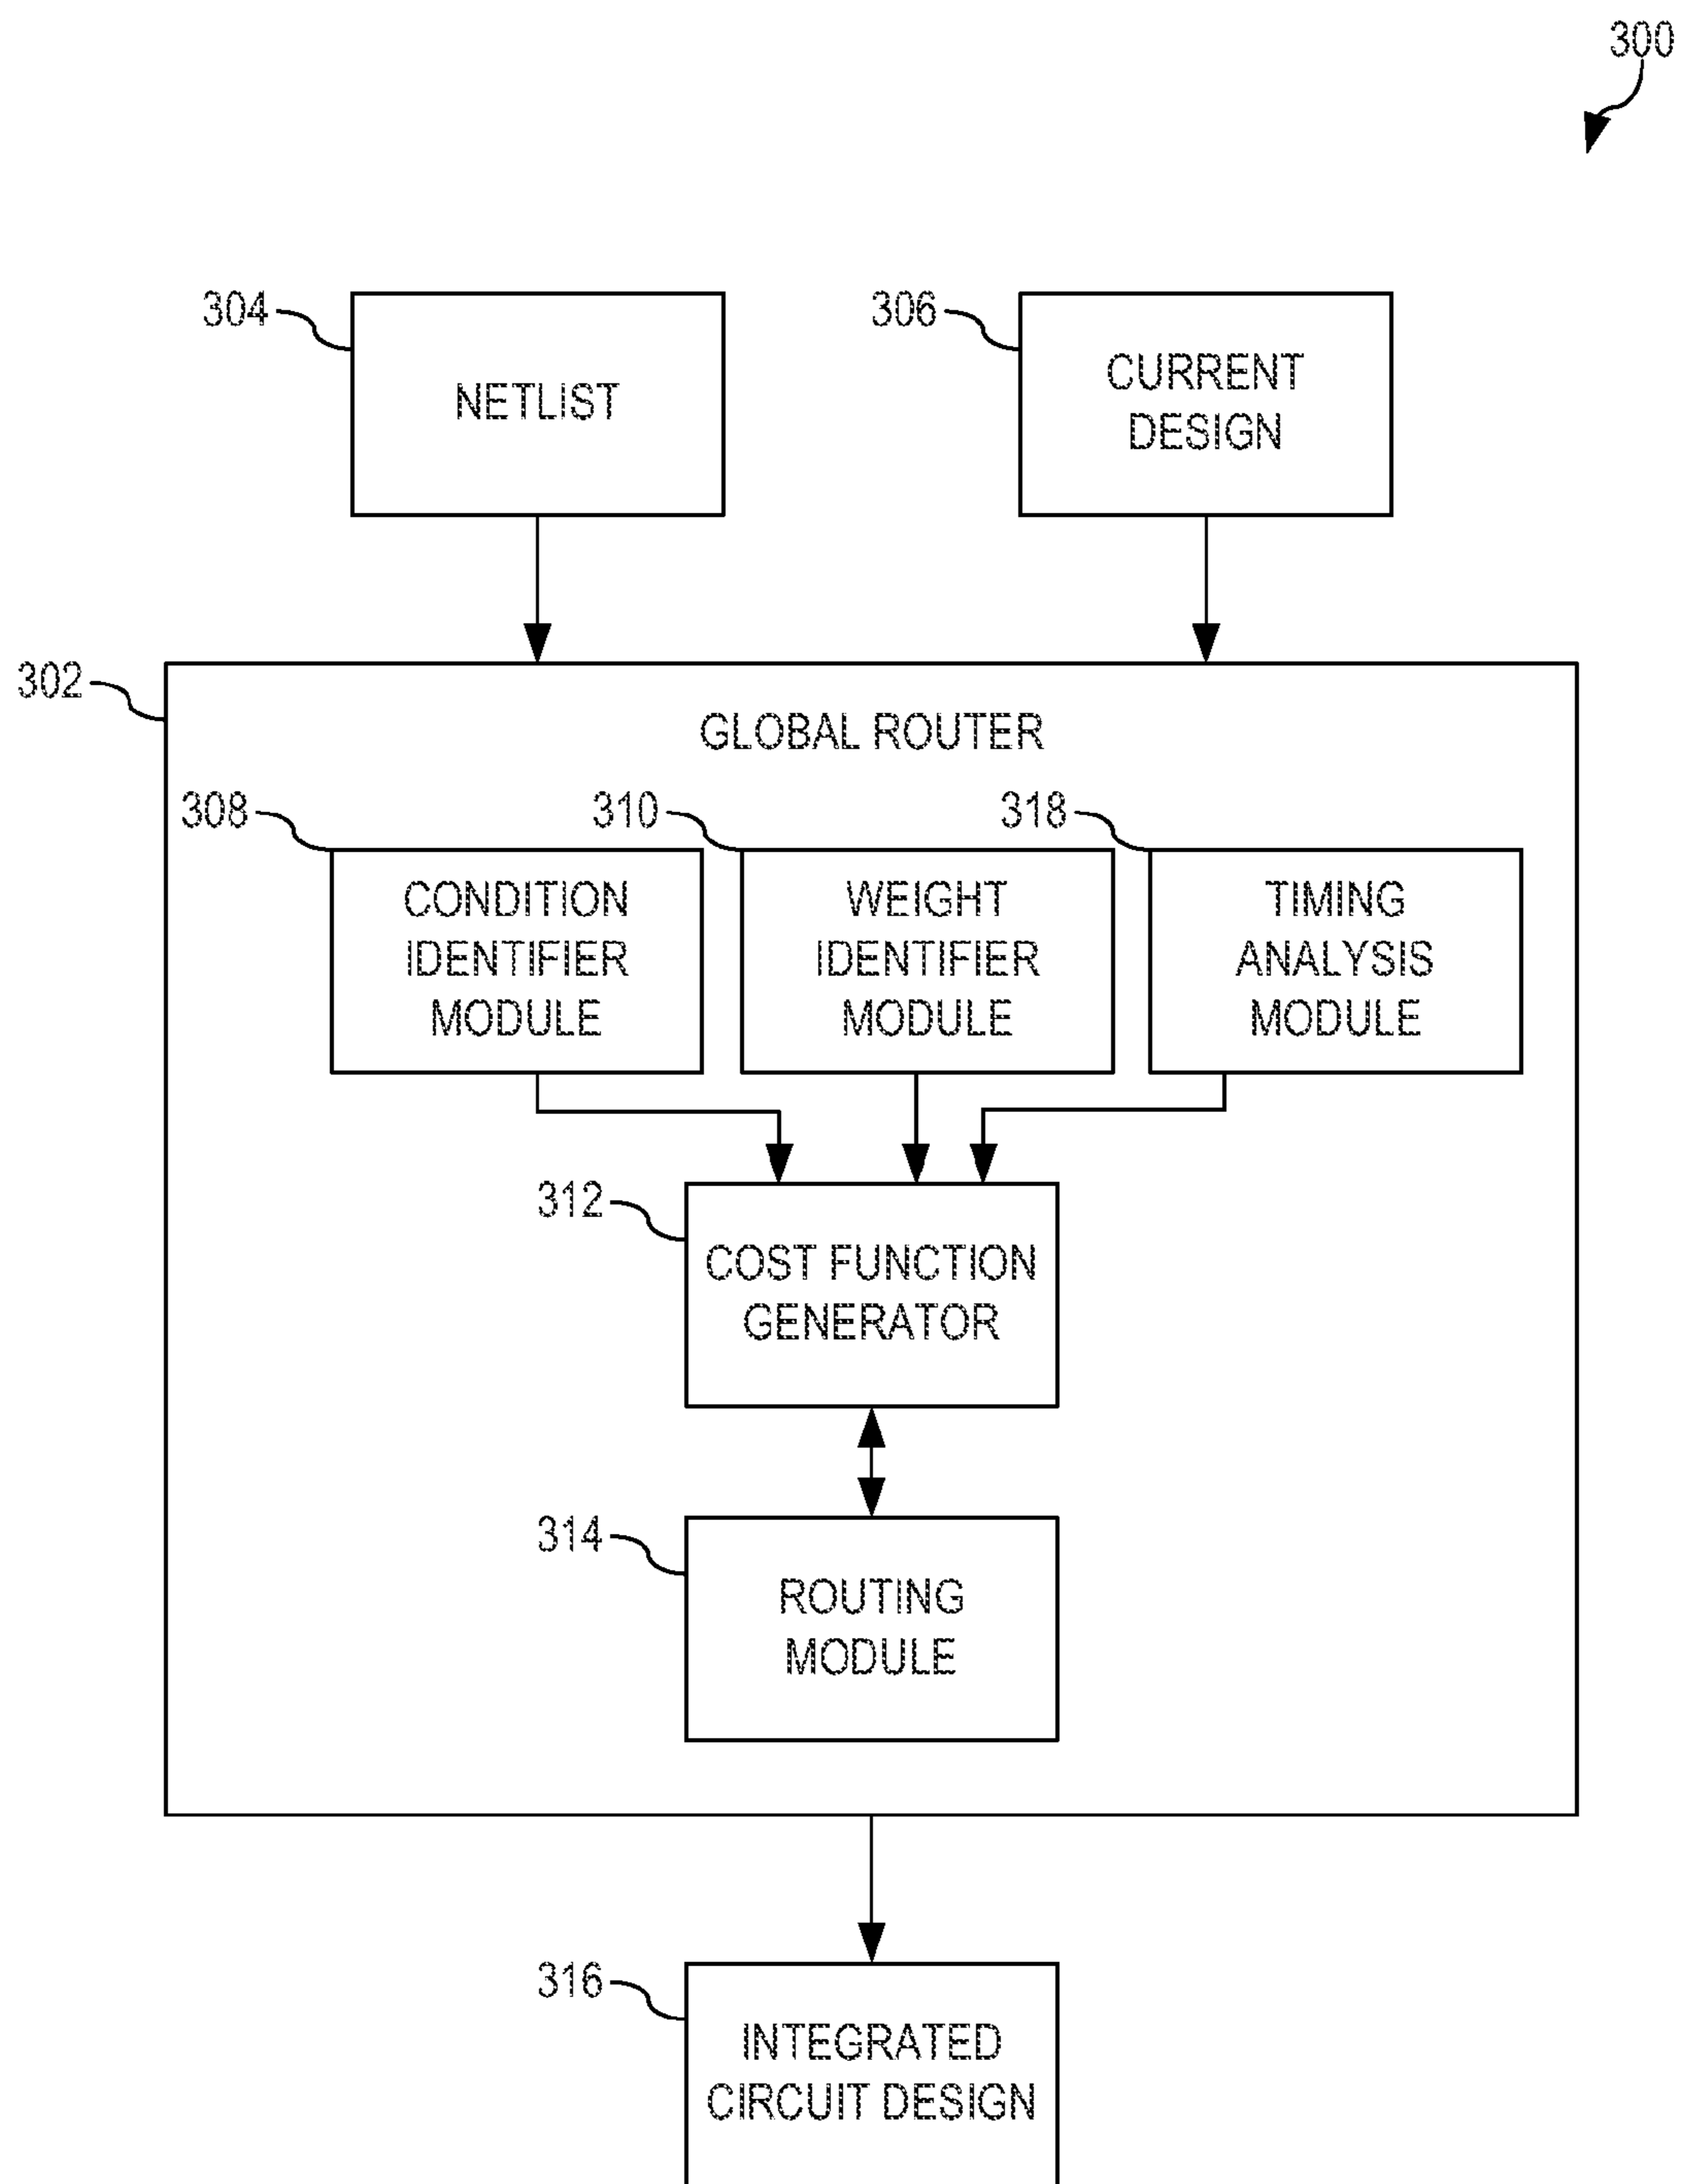 300
304
NETLIST
306
CURRENT
DESIGN
302
GLOBAL ROUTER
308
CONDITION
IDENTIFIER
MODULE
310
WEIGHT
IDENTIFIER
MODULE
318
TIMING
ANALYSIS
MODULE
312
COST FUNCTION
GENERATOR
314
ROUTING
MODULE
316
INTEGRATED
CIRCUIT DESIGN